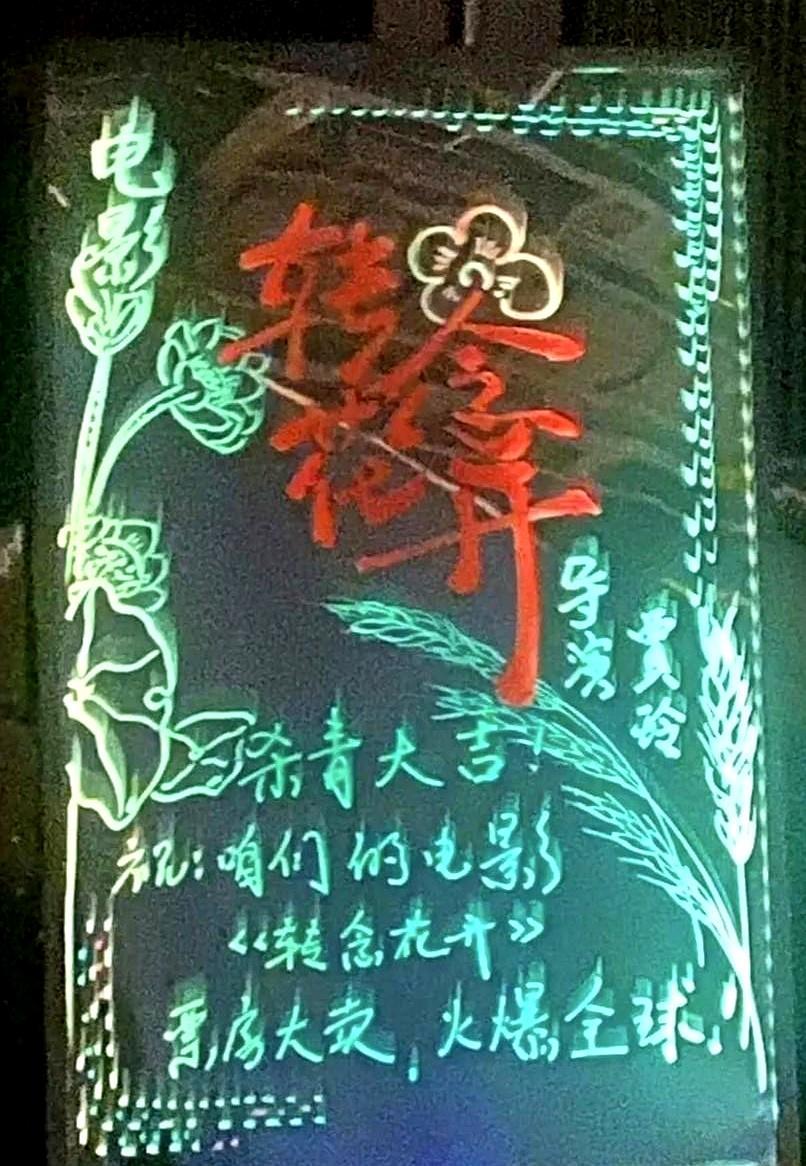 电影
转念花开
导演
贾玲
杀青大吉!
祝:咱们的电影
《转念花开》
票房大卖,火爆全球!